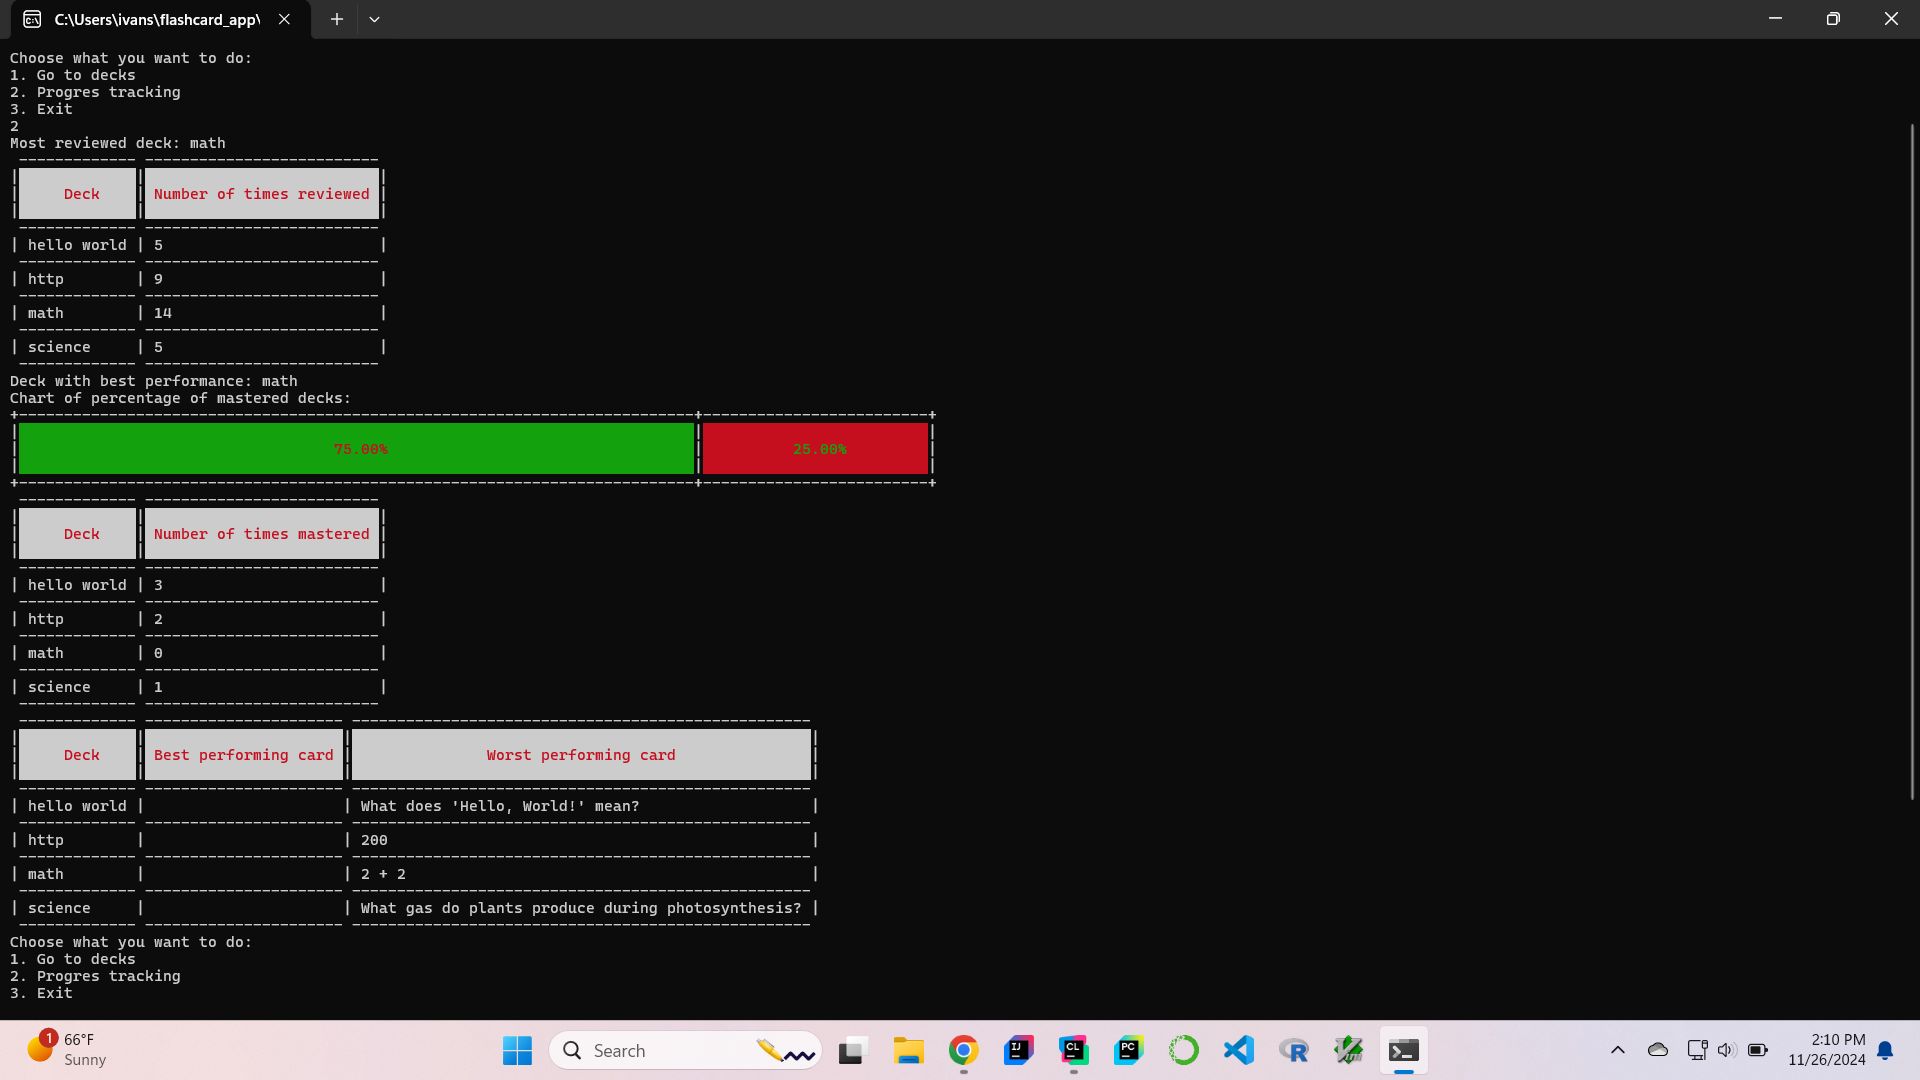 C:\Users\ivans\flashcard_app\
Choose what you want to do:
1. Go to decks
2. Progres tracking
3. Exit
2
Most reviewed deck: math
Deck | Number of times reviewed
hello world | 5
http | 9
math | 14
science | 5
Deck with best performance: math
Chart of percentage of mastered decks:
75.00% | 25.00%
Deck | Number of times mastered
hello world | 3
http | 2
math | 0
science | 1
Deck | Best performing card | Worst performing card
hello world | | What does 'Hello, World!' mean?
http | | 200
math | | 2 + 2
science | | What gas do plants produce during photosynthesis?
Choose what you want to do:
1. Go to decks
2. Progres tracking
3. Exit
1
66°F
Sunny
Search
IJ
CL
PC
R
Vim
2:10 PM
11/26/2024